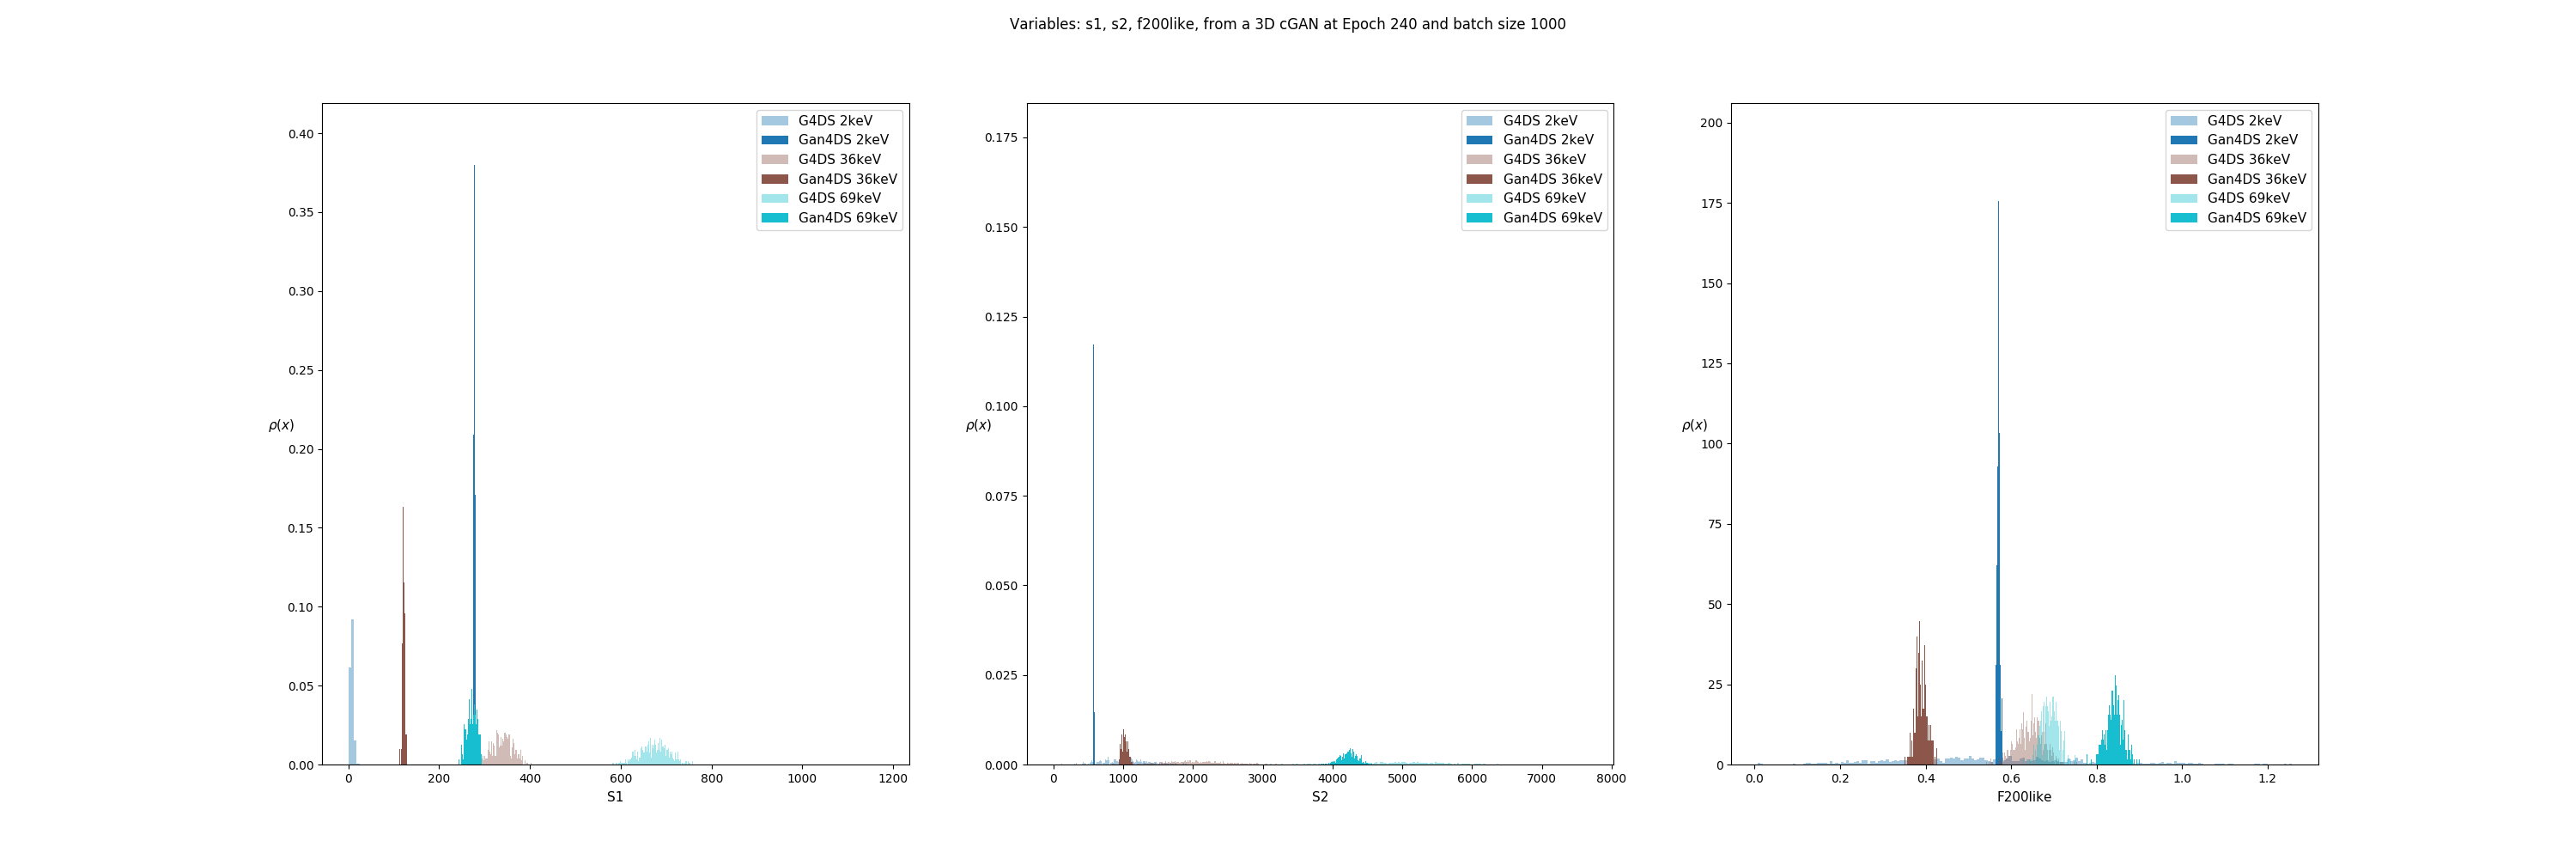 Variables: s1, s2, f200like, from a 3D cGAN at Epoch 240 and batch size 1000
0.40
0.35
0.30
0.25
0.20
0.15
0.10
0.05
0.00
ρ(x)
0 200 400 600 800 1000 1200
S1
G4DS 2keV
Gan4DS 2keV
G4DS 36keV
Gan4DS 36keV
G4DS 69keV
Gan4DS 69keV
0.175
0.150
0.125
0.100
0.075
0.050
0.025
0.000
ρ(x)
0 1000 2000 3000 4000 5000 6000 7000 8000
S2
G4DS 2keV
Gan4DS 2keV
G4DS 36keV
Gan4DS 36keV
G4DS 69keV
Gan4DS 69keV
200
175
150
125
100
75
50
25
0
ρ(x)
0.0 0.2 0.4 0.6 0.8 1.0 1.2
F200like
G4DS 2keV
Gan4DS 2keV
G4DS 36keV
Gan4DS 36keV
G4DS 69keV
Gan4DS 69keV